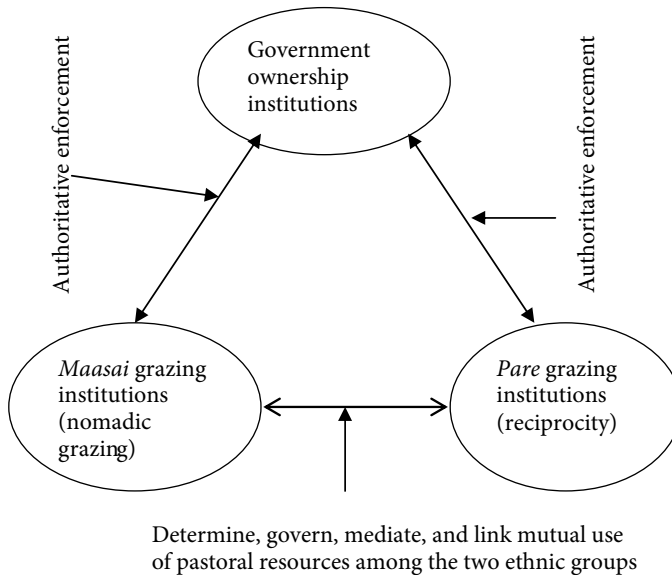 Government
ownership
institutions
Authoritative enforcement
Authoritative enforcement
Maasai grazing
institutions
(nomadic
grazing)
Pare grazing
institutions
(reciprocity)
Determine, govern, mediate, and link mutual use
of pastoral resources among the two ethnic groups